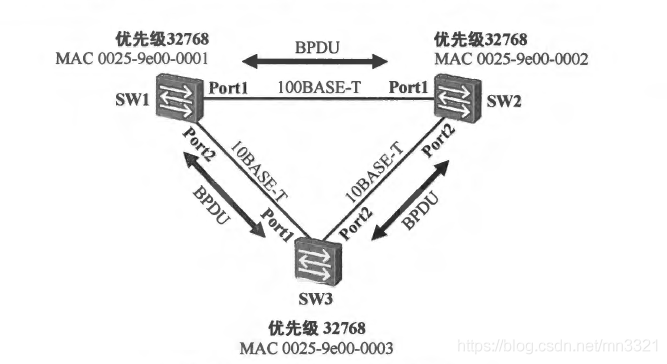 优先级32768
MAC 0025-9e00-0001
BPDU
优先级32768
MAC 0025-9e00-0002
SW1
Port1
100BASE-T
Port1
SW2
Port2
10BASE-T
BPDU
Port1
10BASE-T
Port2
BPDU
Port2
SW3
优先级 32768
MAC 0025-9e00-0003
https://blog.csdn.net/mn3321